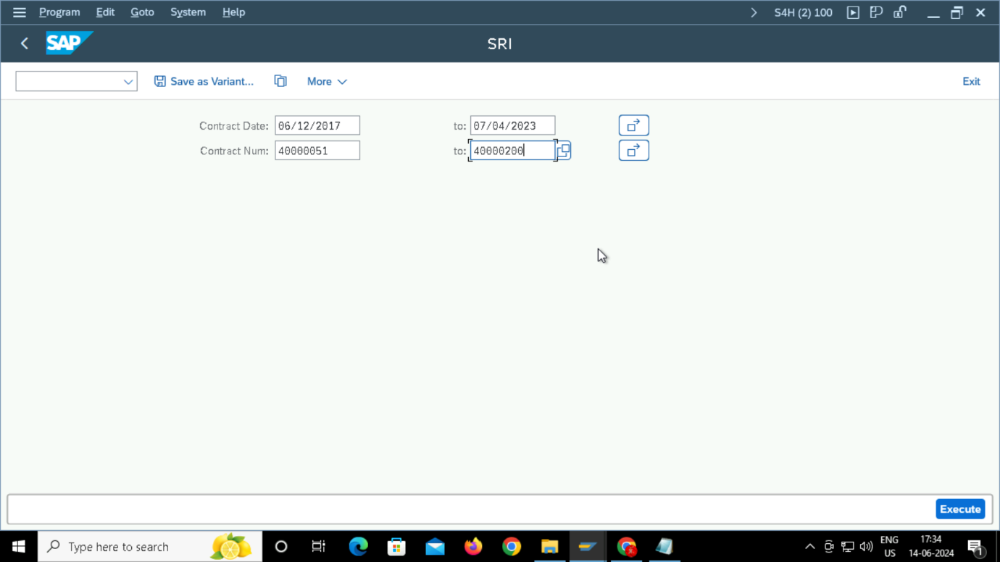 Program Edit Goto System Help S4H (2) 100
SAP SRI
Save as Variant... More Exit
Contract Date: 06/12/2017 to: 07/04/2023
Contract Num: 40000051 to: 40000200
Execute
Type here to search ENG 17:34
US 14-06-2024 1